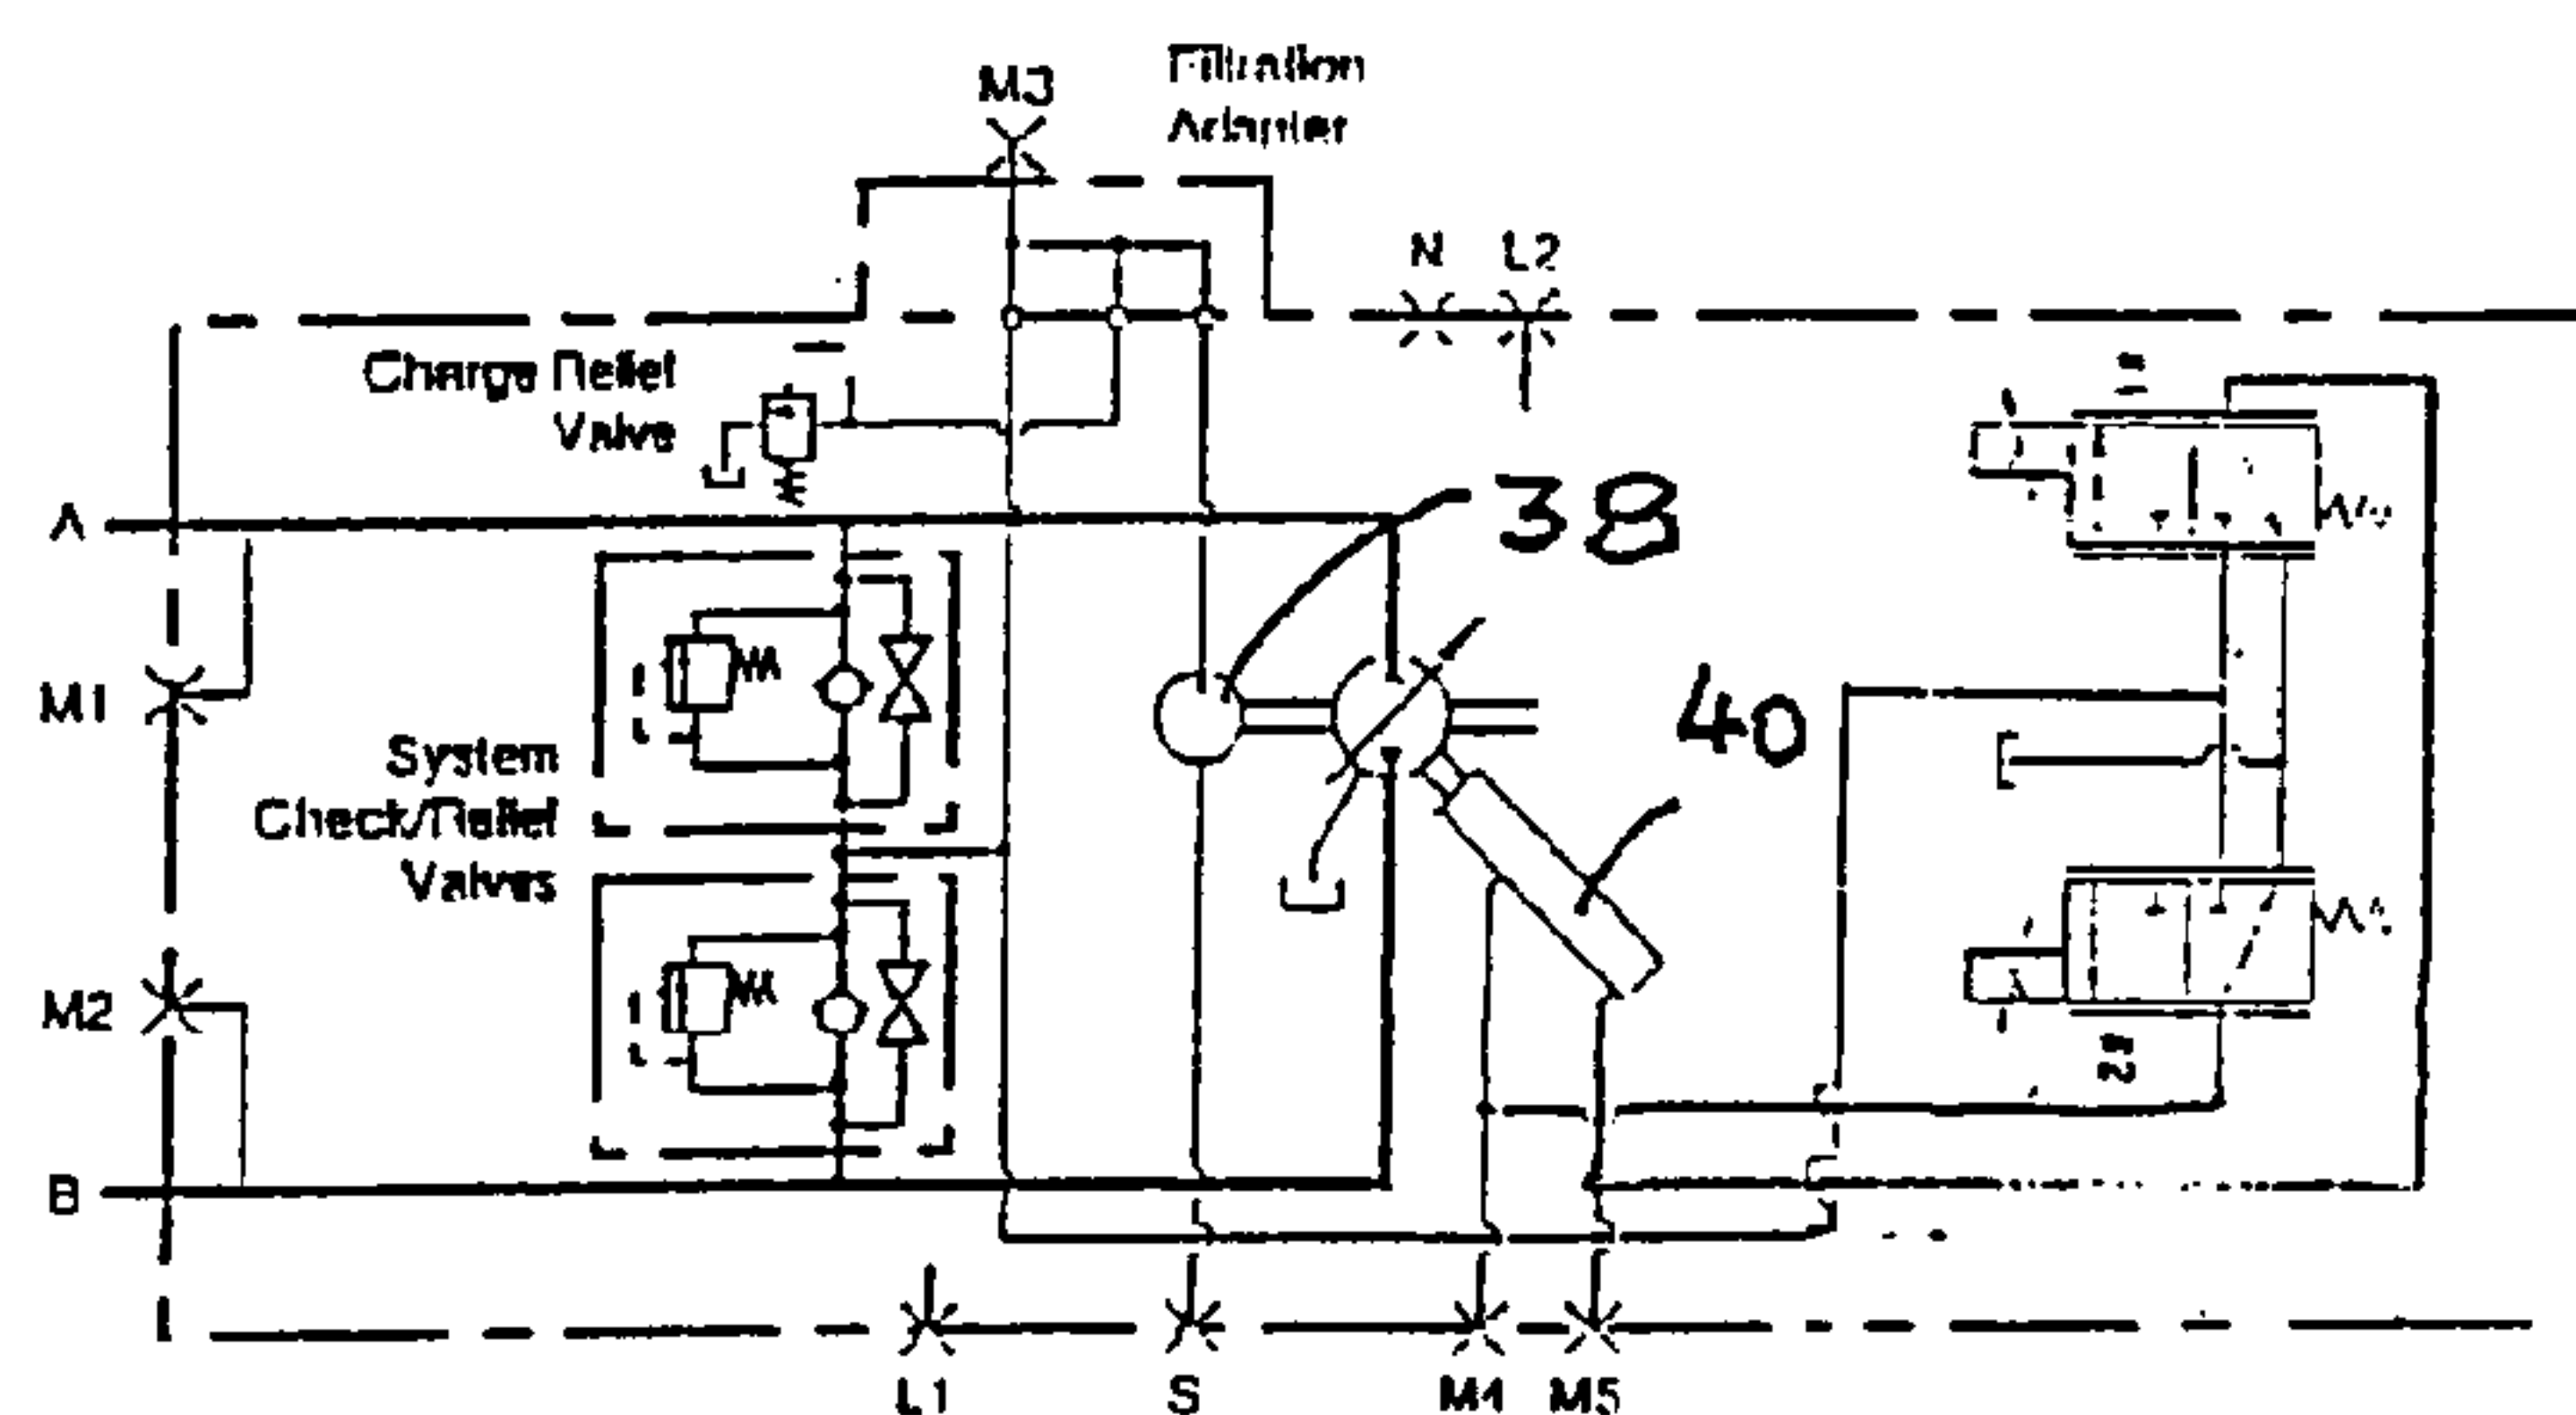 M3
Filtration
Adapter
N
L2
Charge Relief
Valve
A
38
M1
40
System
Check/Relief
Valves
M2
B
L1
S
M4
M5